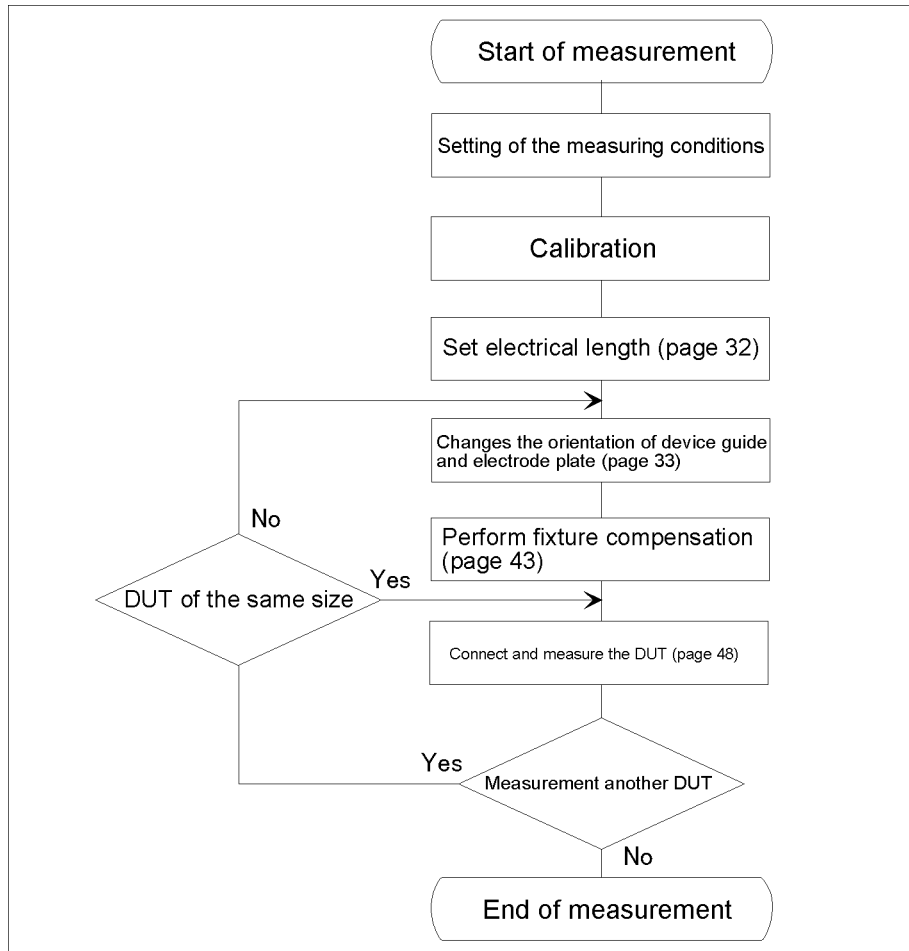 Start of measurement
Setting of the measuring conditions
Calibration
Set electrical length (page 32)
Changes the orientation of device guide
and electrode plate (page 33)
No
Perform fixture compensation
(page 43)
Yes
DUT of the same size
Connect and measure the DUT (page 48)
Yes
Measurement another DUT
No
End of measurement